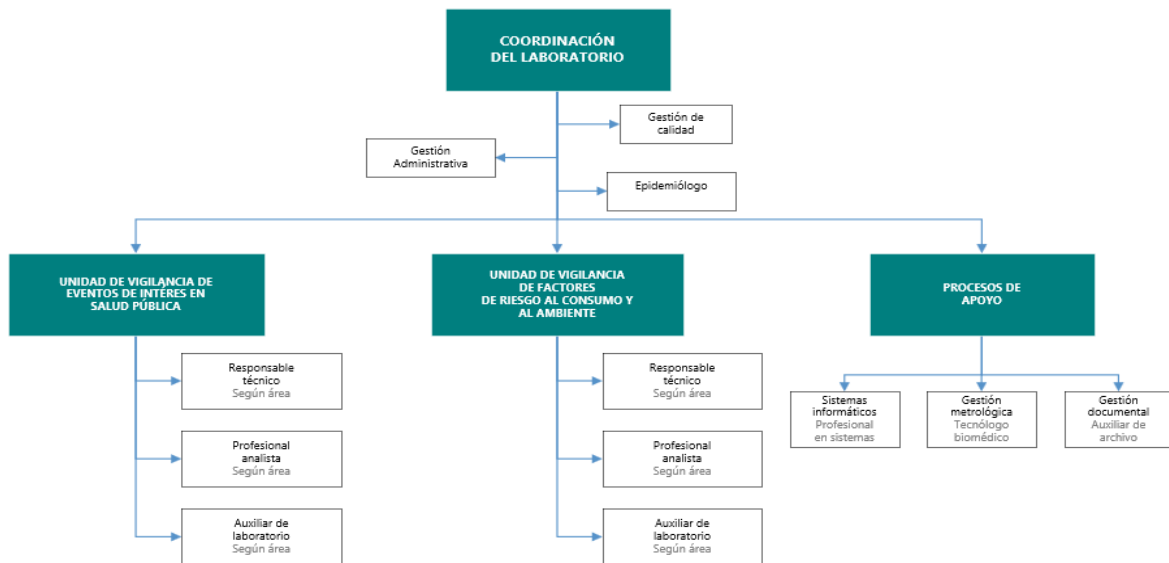 COORDINACIÓN
DEL LABORATORIO
Gestión de
calidad
Gestión
Administrativa
Epidemiólogo
UNIDAD DE VIGILANCIA DE
EVENTOS DE INTÉRES EN
SALUD PÚBLICA
UNIDAD DE VIGILANCIA
DE FACTORES
DE RIESGO AL CONSUMO Y
AL AMBIENTE
PROCESOS DE
APOYO
Responsable
técnico
Según área
Profesional
analista
Según área
Auxiliar de
laboratorio
Según área
Responsable
técnico
Según área
Profesional
analista
Según área
Auxiliar de
laboratorio
Según área
Sistemas
informáticos
Profesional
en sistemas
Gestión
metrológica
Tecnólogo
biomédico
Gestión
documental
Auxiliar de
archivo